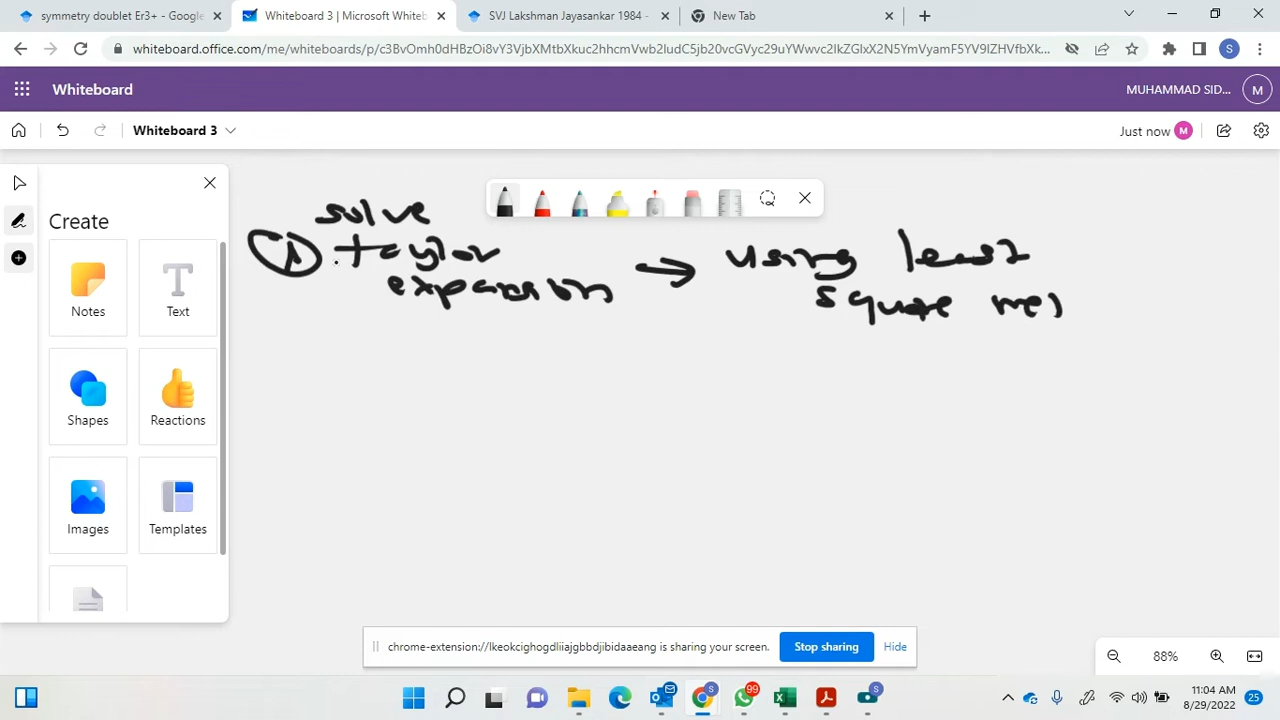 symmetry doublet Er3+ - Google
Whiteboard 3 | Microsoft Whiteb
SVJ Lakshman Jayasankar 1984 -
New Tab
whiteboard.office.com/me/whiteboards/p/
S
Whiteboard
MUHAMMAD SID...
M
Whiteboard 3
Just now
M
Create
Notes
Text
Shapes
Reactions
Images
Templates
solve
1 taylor
expansion
→ using least
square me
chrome-extension://lkeokcighogdliiajgbbdjibidaaeang is sharing your screen.
Stop sharing
Hide
88%
99
S
S
11:04 AM
8/29/2022
25